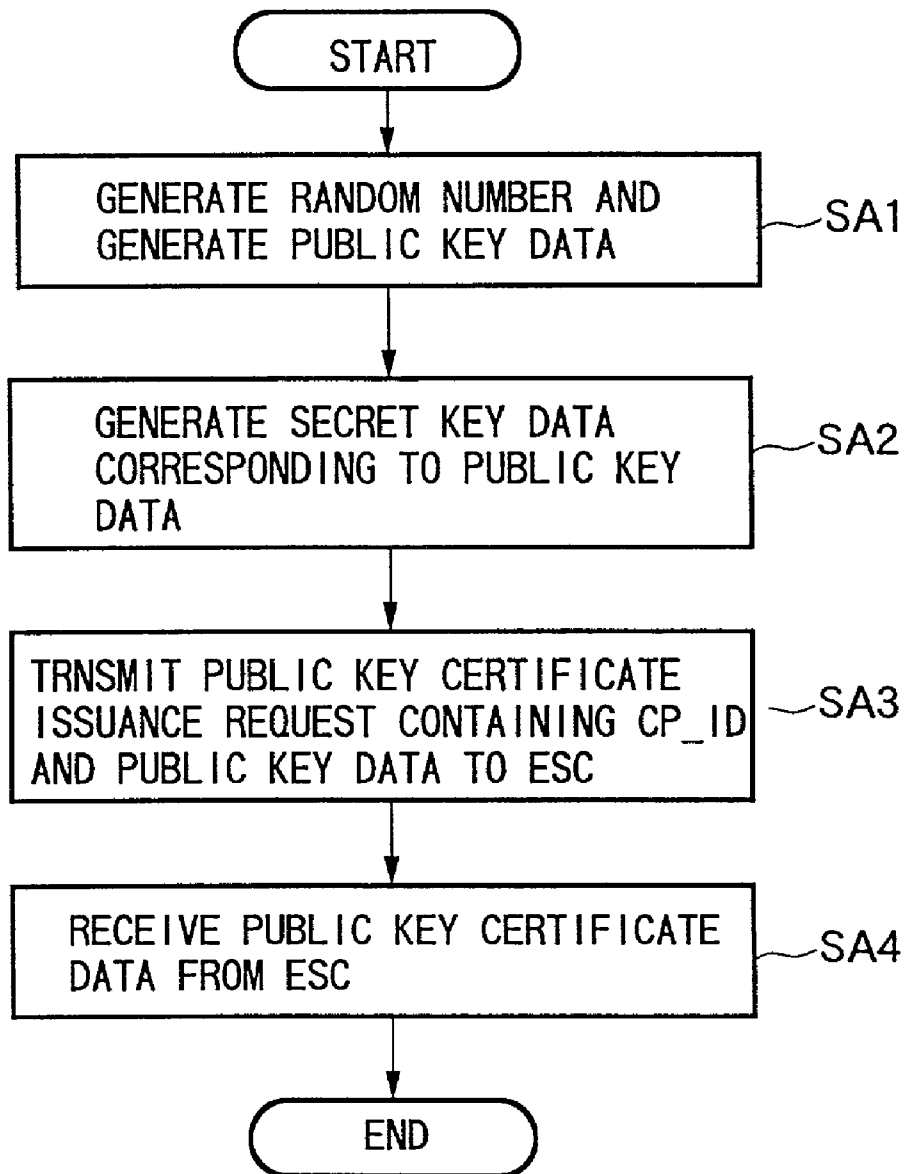 START
GENERATE RANDOM NUMBER AND
GENERATE PUBLIC KEY DATA
SA1
GENERATE SECRET KEY DATA
CORRESPONDING TO PUBLIC KEY
DATA
SA2
TRNSMIT PUBLIC KEY CERTIFICATE
ISSUANCE REQUEST CONTAINING CP_ID
AND PUBLIC KEY DATA TO ESC
SA3
RECEIVE PUBLIC KEY CERTIFICATE
DATA FROM ESC
SA4
END